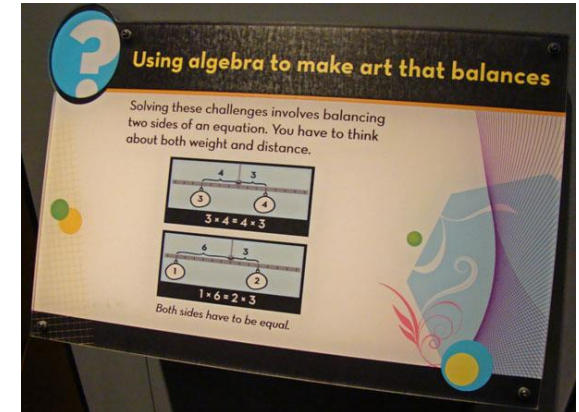 ?
Using algebra to make art that balances
Solving these challenges involves balancing
two sides of an equation. You have to think
about both weight and distance.
4 3
3 4
3 × 4 = 4 × 3
6 3
1 2
1 × 6 = 2 × 3
Both sides have to be equal.